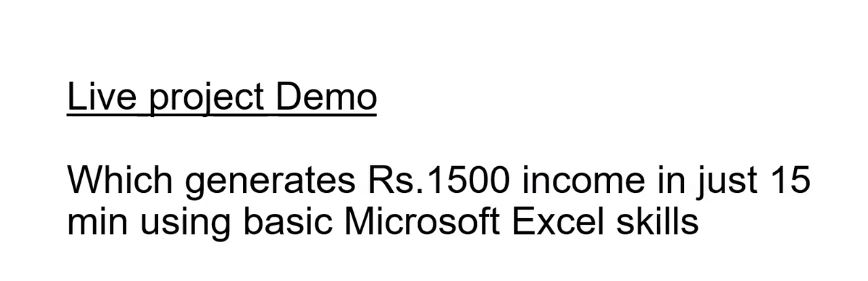 Live project Demo
Which generates Rs.1500 income in just 15
min using basic Microsoft Excel skills